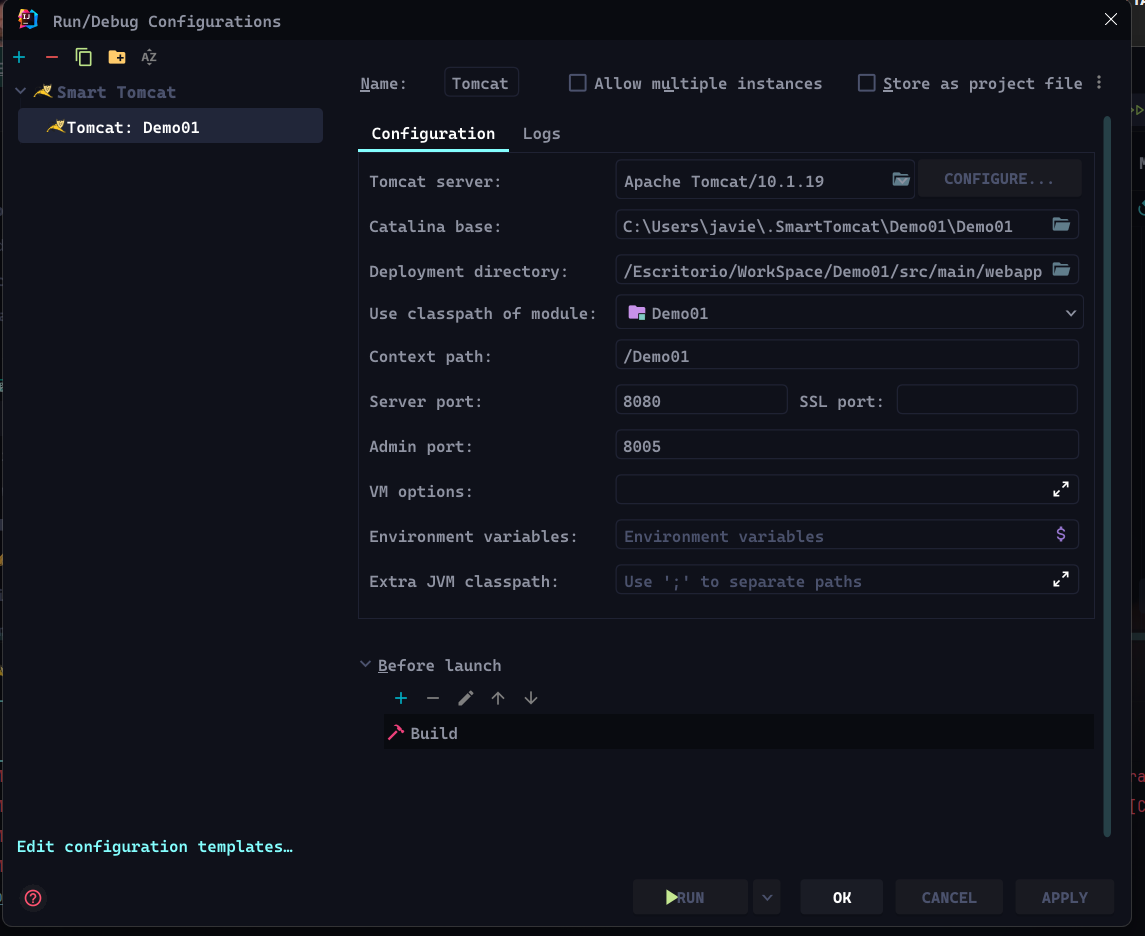 Run/Debug Configurations
Name: Tomcat Allow multiple instances Store as project file
Smart Tomcat
Tomcat: Demo01
Configuration Logs
Tomcat server: Apache Tomcat/10.1.19 CONFIGURE...
Catalina base: C:\Users\javie\.SmartTomcat\Demo01\Demo01
Deployment directory: /Escritorio/WorkSpace/Demo01/src/main/webapp
Use classpath of module: Demo01
Context path: /Demo01
Server port: 8080 SSL port:
Admin port: 8005
VM options:
Environment variables: Environment variables
Extra JVM classpath: Use ';' to separate paths
Before launch
Build
Edit configuration templates…
RUN OK CANCEL APPLY